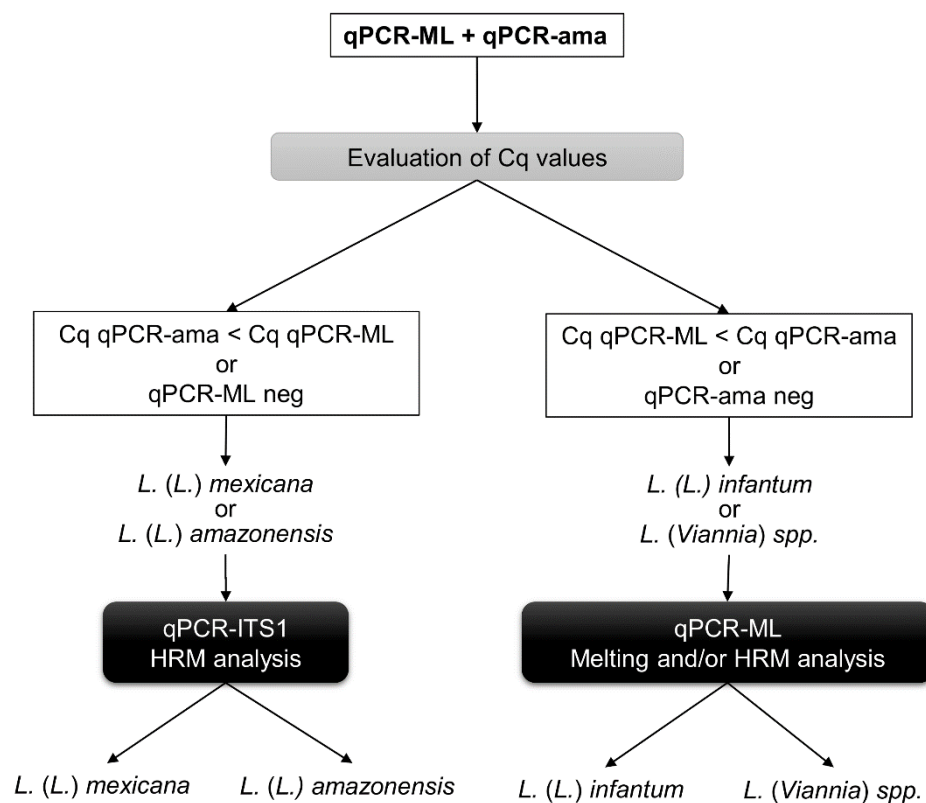 qPCR-ML + qPCR-ama
Evaluation of Cq values
Cq qPCR-ama < Cq qPCR-ML
or
qPCR-ML neg
Cq qPCR-ML < Cq qPCR-ama
or
qPCR-ama neg
L. (L.) mexicana
or
L. (L.) amazonensis
L. (L.) infantum
or
L. (Viannia) spp.
qPCR-ITS1
HRM analysis
qPCR-ML
Melting and/or HRM analysis
L. (L.) mexicana
L. (L.) amazonensis
L. (L.) infantum
L. (Viannia) spp.